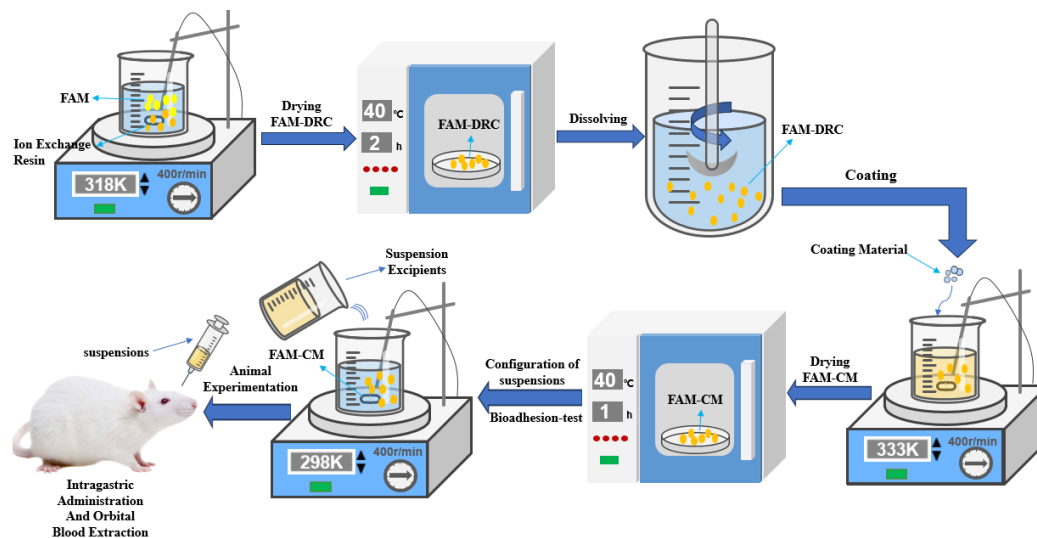 FAM
Ion Exchange
Resin
318K
400r/min
Drying
FAM-DRC
40 ℃
2 h
FAM-DRC
Dissolving
FAM-DRC
Coating
Coating Material
333K
400r/min
Drying
FAM-CM
40 ℃
1 h
FAM-CM
Configuration of
suspensions
Bioadhesion-test
Suspension
Excipients
FAM-CM
298K
400r/min
Animal
Experimentation
suspensions
Intragastric
Administration
And Orbital
Blood Extraction